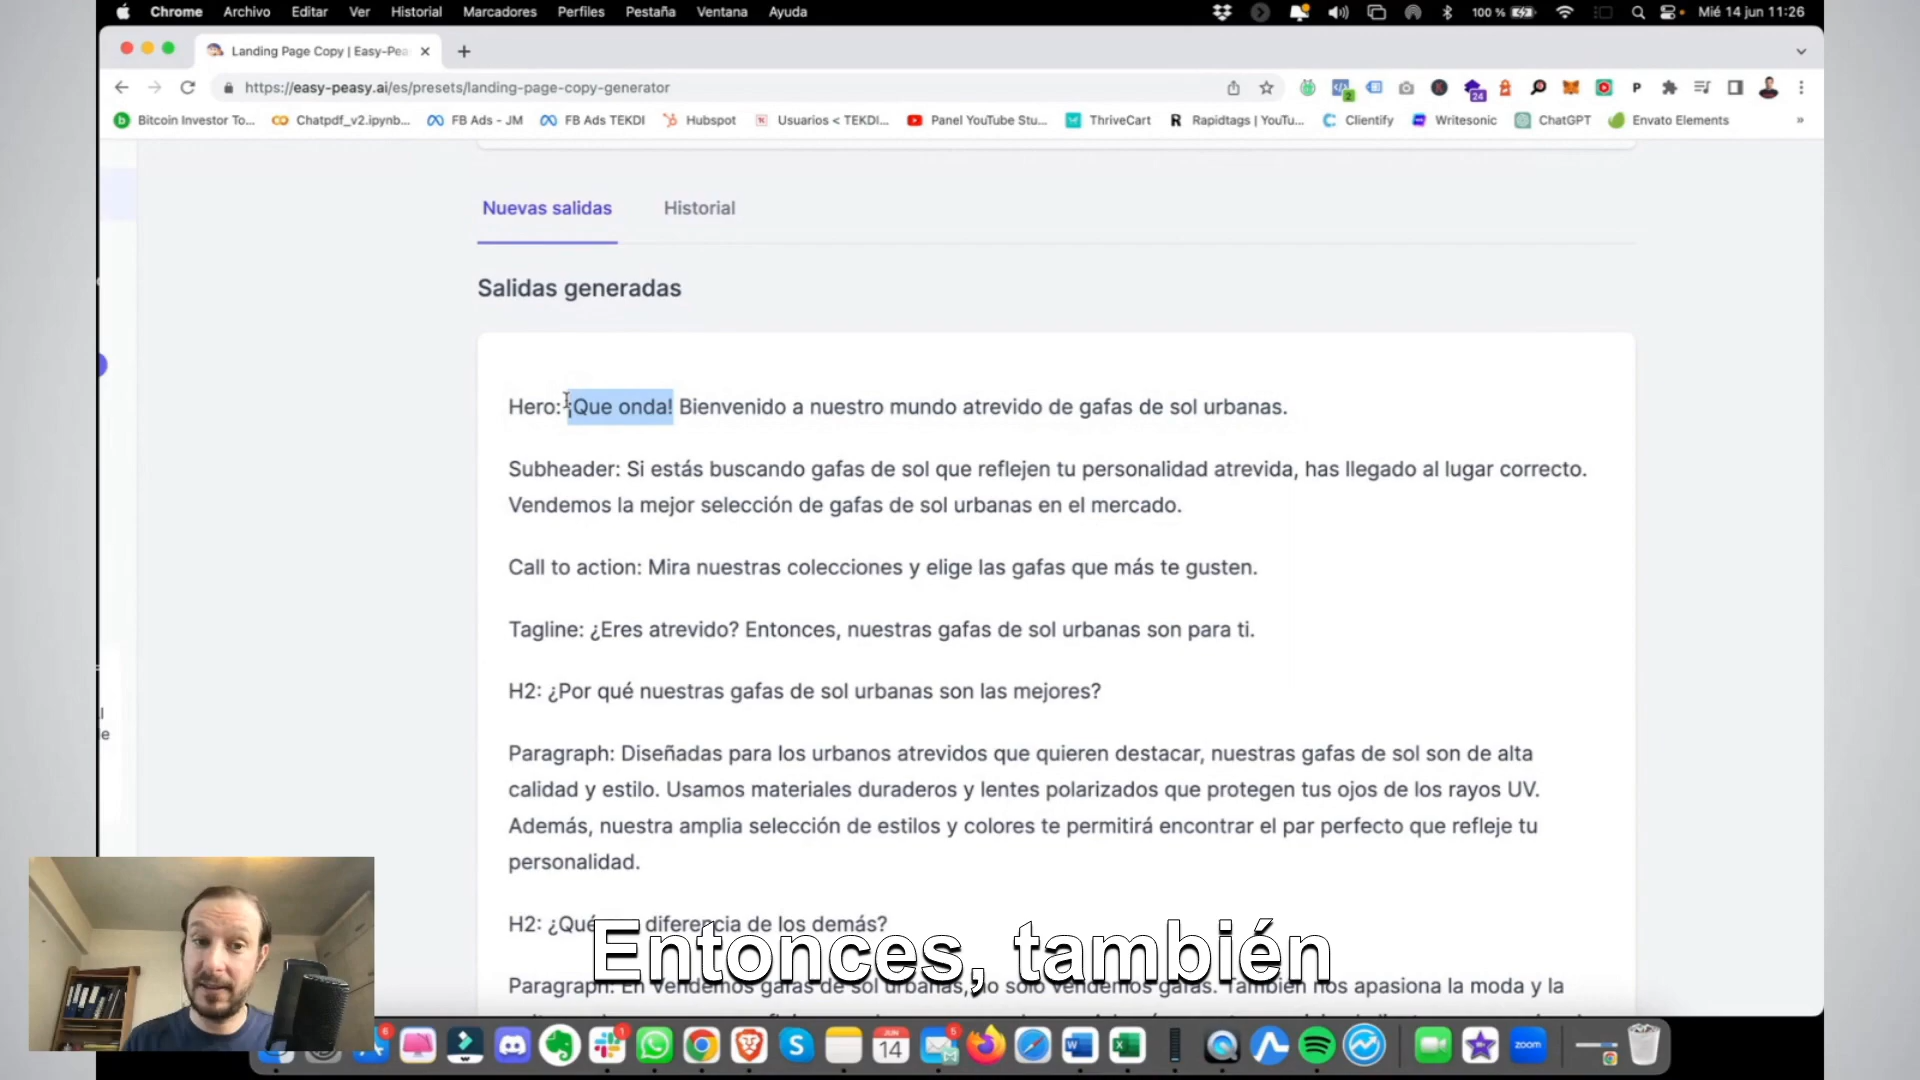 Chrome Archivo Editar Ver Historial Marcadores Perfiles Pestaña Ventana Ayuda 100 % Mié 14 jun 11:26
Landing Page Copy | Easy-Pea
https://easy-peasy.ai/es/presets/landing-page-copy-generator
2
24
P
Bitcoin Investor To... Chatpdf_v2.ipynb... FB Ads - JM FB Ads TEKDI Hubspot Usuarios < TEKDI... Panel YouTube Stu... ThriveCart Rapidtags | YouTu... Clientify Writesonic ChatGPT Envato Elements »
Nuevas salidas Historial
Salidas generadas
Hero: ¡Que onda! Bienvenido a nuestro mundo atrevido de gafas de sol urbanas.
Subheader: Si estás buscando gafas de sol que reflejen tu personalidad atrevida, has llegado al lugar correcto.
Vendemos la mejor selección de gafas de sol urbanas en el mercado.
Call to action: Mira nuestras colecciones y elige las gafas que más te gusten.
Tagline: ¿Eres atrevido? Entonces, nuestras gafas de sol urbanas son para ti.
H2: ¿Por qué nuestras gafas de sol urbanas son las mejores?
Paragraph: Diseñadas para los urbanos atrevidos que quieren destacar, nuestras gafas de sol son de alta
calidad y estilo. Usamos materiales duraderos y lentes polarizados que protegen tus ojos de los rayos UV.
Además, nuestra amplia selección de estilos y colores te permitirá encontrar el par perfecto que refleje tu
personalidad.
H2: ¿Qué diferencia de los demás?
Entonces, también
Paragraph: En Vendemos gafas de sol urbanas, no solo vendemos gafas. También nos apasiona la moda y la
6
1
JUN
14
5
zoom